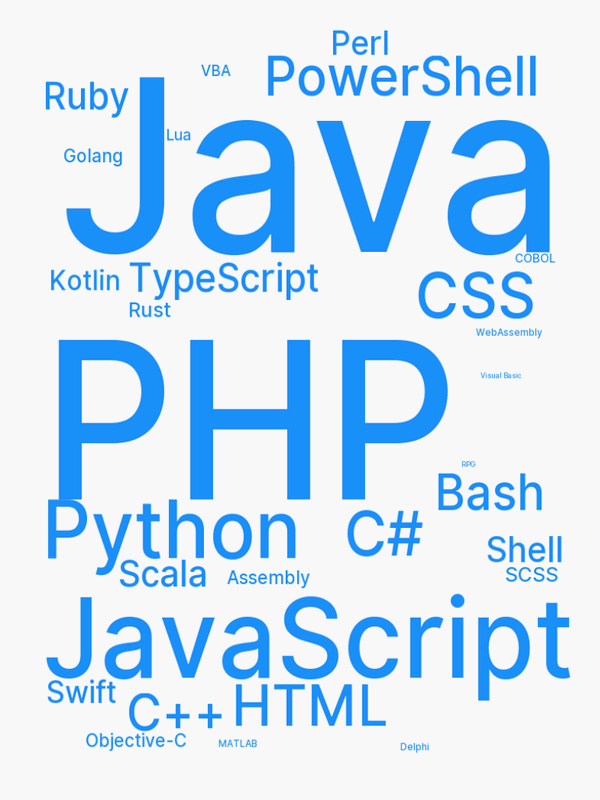 Perl
VBA
PowerShell
Ruby
Java
Lua
Golang
COBOL
Kotlin
TypeScript
CSS
Rust
WebAssembly
PHP
Visual Basic
RPG
Bash
Python
C#
Shell
Scala
Assembly
SCSS
JavaScript
Swift
C++
HTML
Objective-C
MATLAB
Delphi